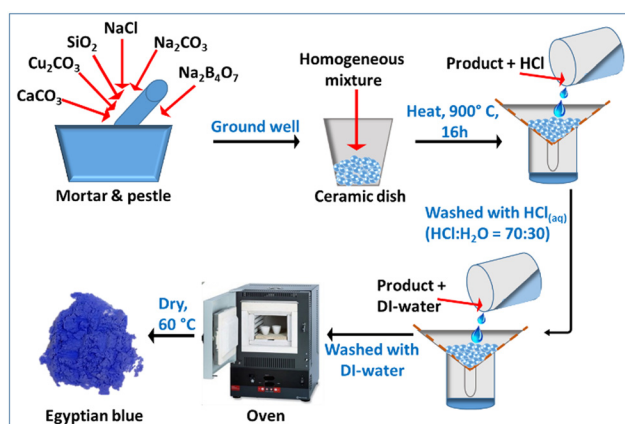 NaCl
SiO₂
Na₂CO₃
Cu₂CO₃
Na₂B₄O₇
CaCO₃
Mortar & pestle
Ground well
Homogeneous
mixture
Ceramic dish
Heat, 900° C,
16h
Product + HCl
Washed with HCl₍aq₎
(HCl:H₂O = 70:30)
Product +
DI-water
Washed with
DI-water
Oven
Dry,
60 °C
Egyptian blue